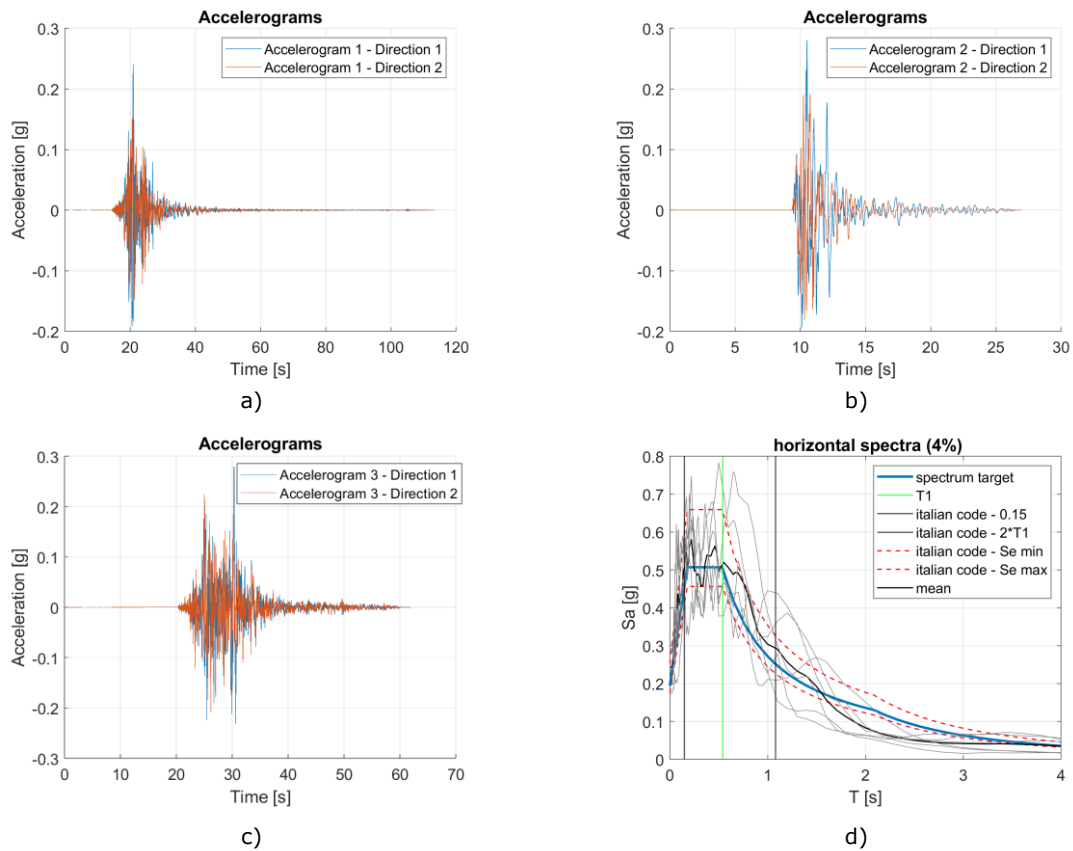 Accelerograms
0.3
0.2
0.1
0
-0.1
-0.2
Acceleration [g]
Accelerogram 1 - Direction 1
Accelerogram 1 - Direction 2
0 20 40 60 80 100 120
Time [s]
a)
Accelerograms
0.3
0.2
0.1
0
-0.1
-0.2
Acceleration [g]
Accelerogram 2 - Direction 1
Accelerogram 2 - Direction 2
0 5 10 15 20 25 30
Time [s]
b)
Accelerograms
0.3
0.2
0.1
0
-0.1
-0.2
-0.3
Acceleration [g]
Accelerogram 3 - Direction 1
Accelerogram 3 - Direction 2
0 10 20 30 40 50 60 70
Time [s]
c)
horizontal spectra (4%)
0.8
0.7
0.6
0.5
0.4
0.3
0.2
0.1
0
Sa [g]
spectrum target
T1
italian code - 0.15
italian code - 2*T1
italian code - Se min
italian code - Se max
mean
0 1 2 3 4
T [s]
d)